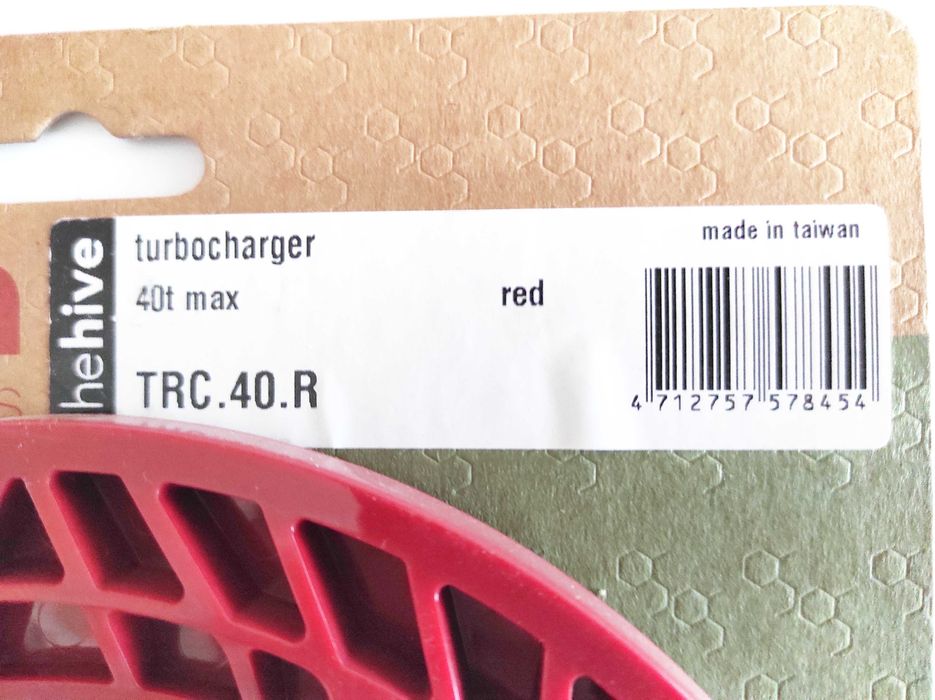 hehive
turbocharger
made in taiwan
40t max
red
TRC.40.R
4 712757 578454